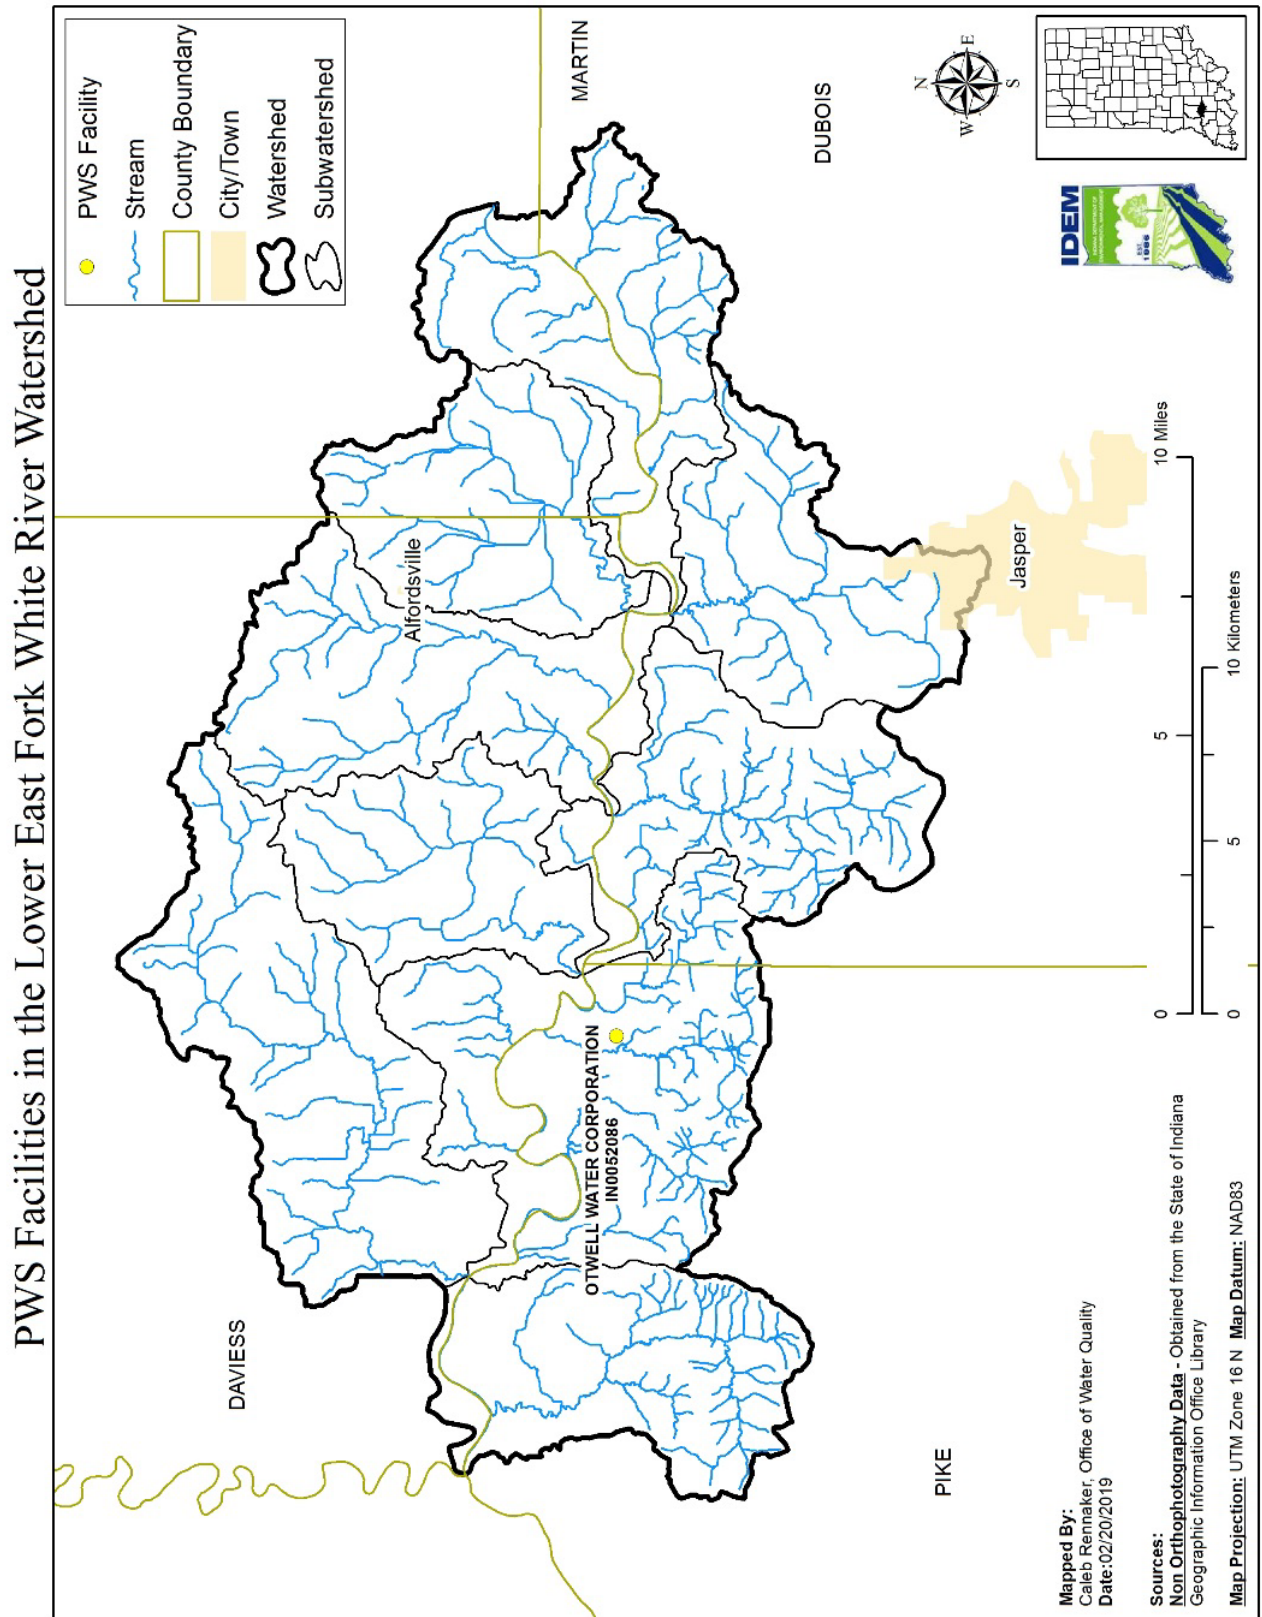 PWS Facilities in the Lower East Fork White River Watershed
PWS Facility
Stream
County Boundary
City/Town
Watershed
Subwatershed
MARTIN
DUBOIS
DAVIESS
PIKE
Alfordsville
Jasper
OTWELL WATER CORPORATION
IN0052086
N
E
S
W
IDEM
EST.
1986
0 5 10 Miles
0 5 10 Kilometers
Mapped By:
Caleb Rennaker, Office of Water Quality
Date:02/20/2019
Sources:
Non Orthophotography Data - Obtained from the State of Indiana
Geographic Information Office Library
Map Projection: UTM Zone 16 N Map Datum: NAD83